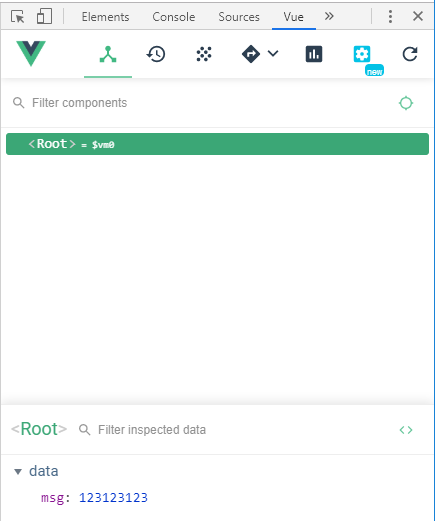 Elements Console Sources Vue
new
Filter components
<Root> = $vm0
<Root> Filter inspected data
data
msg: 123123123